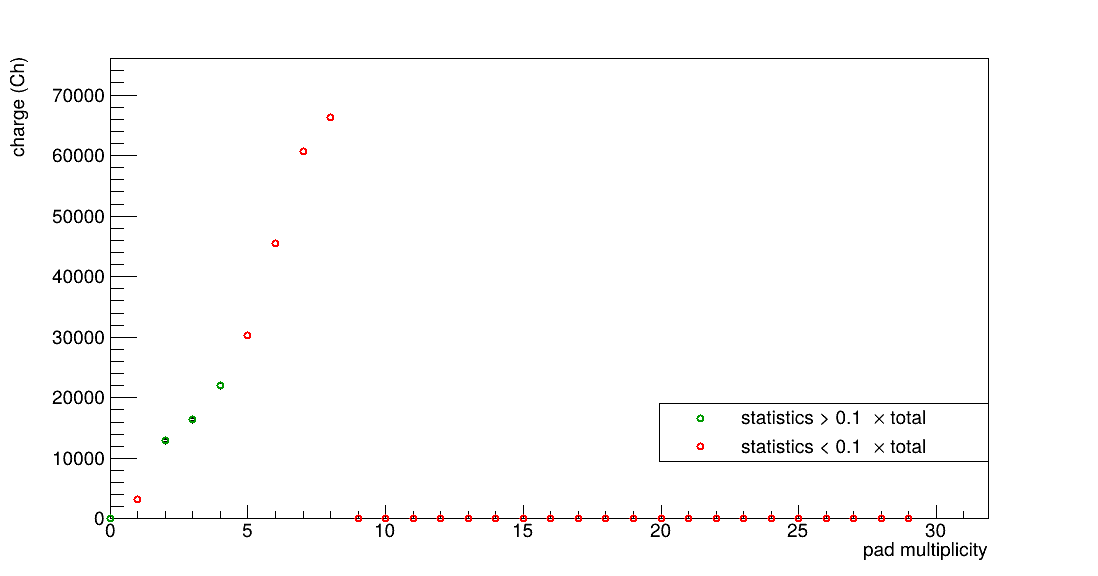 charge (Ch)
70000
60000
50000
40000
30000
20000
10000
0
statistics > 0.1 × total
statistics < 0.1 × total
0 5 10 15 20 25 30
pad multiplicity